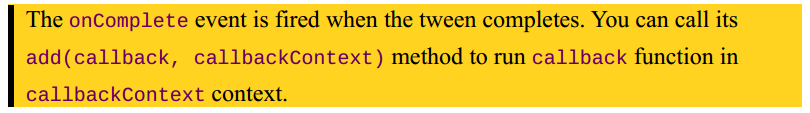 The onComplete event is fired when the tween completes. You can call its
add(callback, callbackContext) method to run callback function in
callbackContext context.